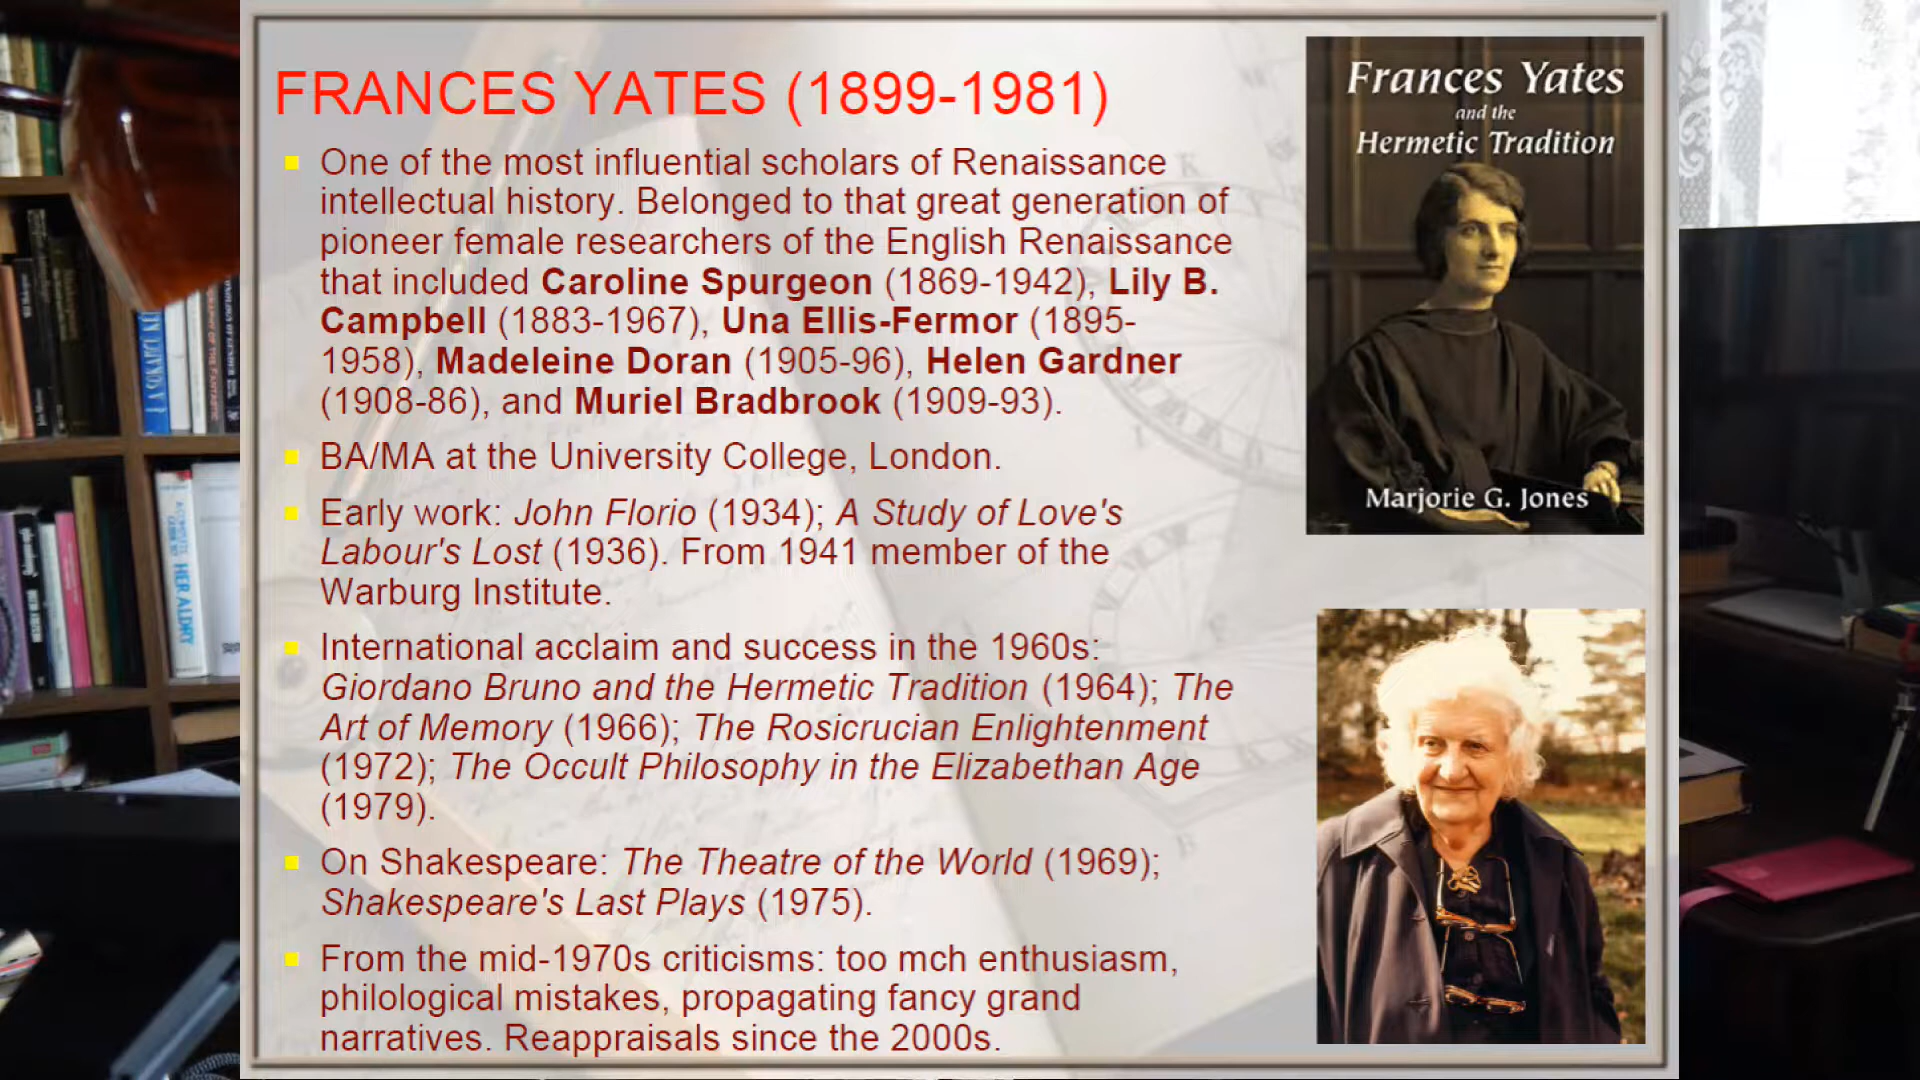 FRANCES YATES (1899-1981)
One of the most influential scholars of Renaissance
intellectual history. Belonged to that great generation of
pioneer female researchers of the English Renaissance
that included Caroline Spurgeon (1869-1942), Lily B.
Campbell (1883-1967), Una Ellis-Fermor (1895-
1958), Madeleine Doran (1905-96), Helen Gardner
(1908-86), and Muriel Bradbrook (1909-93).
BA/MA at the University College, London.
Early work: John Florio (1934); A Study of Love's
Labour's Lost (1936). From 1941 member of the
Warburg Institute.
International acclaim and success in the 1960s:
Giordano Bruno and the Hermetic Tradition (1964); The
Art of Memory (1966); The Rosicrucian Enlightenment
(1972); The Occult Philosophy in the Elizabethan Age
(1979).
On Shakespeare: The Theatre of the World (1969);
Shakespeare's Last Plays (1975).
From the mid-1970s criticisms: too mch enthusiasm,
philological mistakes, propagating fancy grand
narratives. Reappraisals since the 2000s.
Frances Yates
and the
Hermetic Tradition
Marjorie G. Jones
HERALDRY